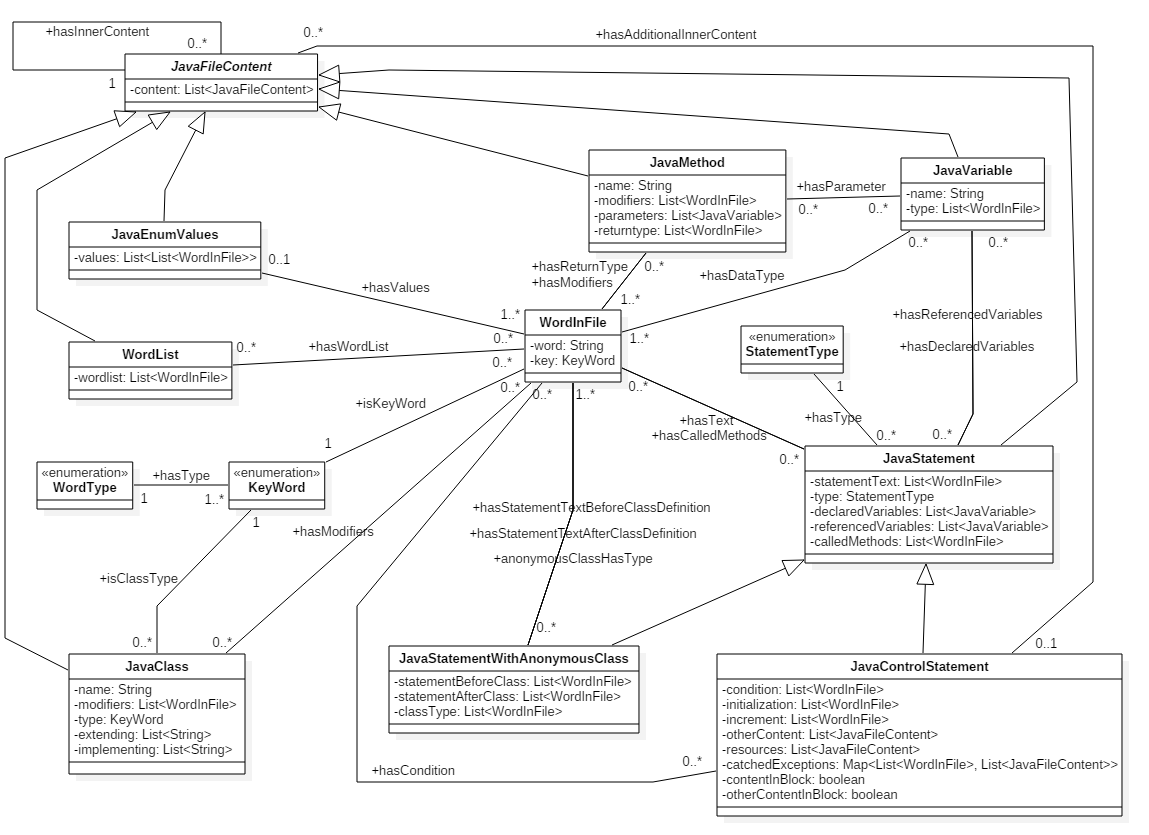 +hasInnerContent
0..*
0..*
+hasAdditionalInnerContent
JavaFileContent
1
-content: List<JavaFileContent>
JavaMethod
-name: String
-modifiers: List<WordInFile>
-parameters: List<JavaVariable>
-returntype: List<WordInFile>
+hasParameter
0..*
0..*
JavaVariable
-name: String
-type: List<WordInFile>
JavaEnumValues
-values: List<List<WordInFile>>
0..1
+hasValues
1..*
+hasReturnType
+hasModifiers
0..*
1..*
+hasDataType
0..*
1..*
0..*
+hasReferencedVariables
+hasDeclaredVariables
0..*
WordInFile
-word: String
-key: KeyWord
«enumeration»
StatementType
1
+hasType
0..*
WordList
-wordlist: List<WordInFile>
0..*
+hasWordList
0..*
0..*
+isKeyWord
1
0..*
0..*
1..*
0..*
+hasText
+hasCalledMethods
0..*
JavaStatement
-statementText: List<WordInFile>
-type: StatementType
-declaredVariables: List<JavaVariable>
-referencedVariables: List<JavaVariable>
-calledMethods: List<WordInFile>
«enumeration»
WordType
+hasType
1
1..*
«enumeration»
KeyWord
1
+hasModifiers
+isClassType
0..*
0..*
+hasStatementTextBeforeClassDefinition
+hasStatementTextAfterClassDefinition
+anonymousClassHasType
0..*
JavaClass
-name: String
-modifiers: List<WordInFile>
-type: KeyWord
-extending: List<String>
-implementing: List<String>
JavaStatementWithAnonymousClass
-statementBeforeClass: List<WordInFile>
-statementAfterClass: List<WordInFile>
-classType: List<WordInFile>
+hasCondition
0..*
0..1
JavaControlStatement
-condition: List<WordInFile>
-initialization: List<WordInFile>
-increment: List<WordInFile>
-otherContent: List<JavaFileContent>
-resources: List<JavaFileContent>
-catchedExceptions: Map<List<WordInFile>, List<JavaFileContent>>
-contentInBlock: boolean
-otherContentInBlock: boolean